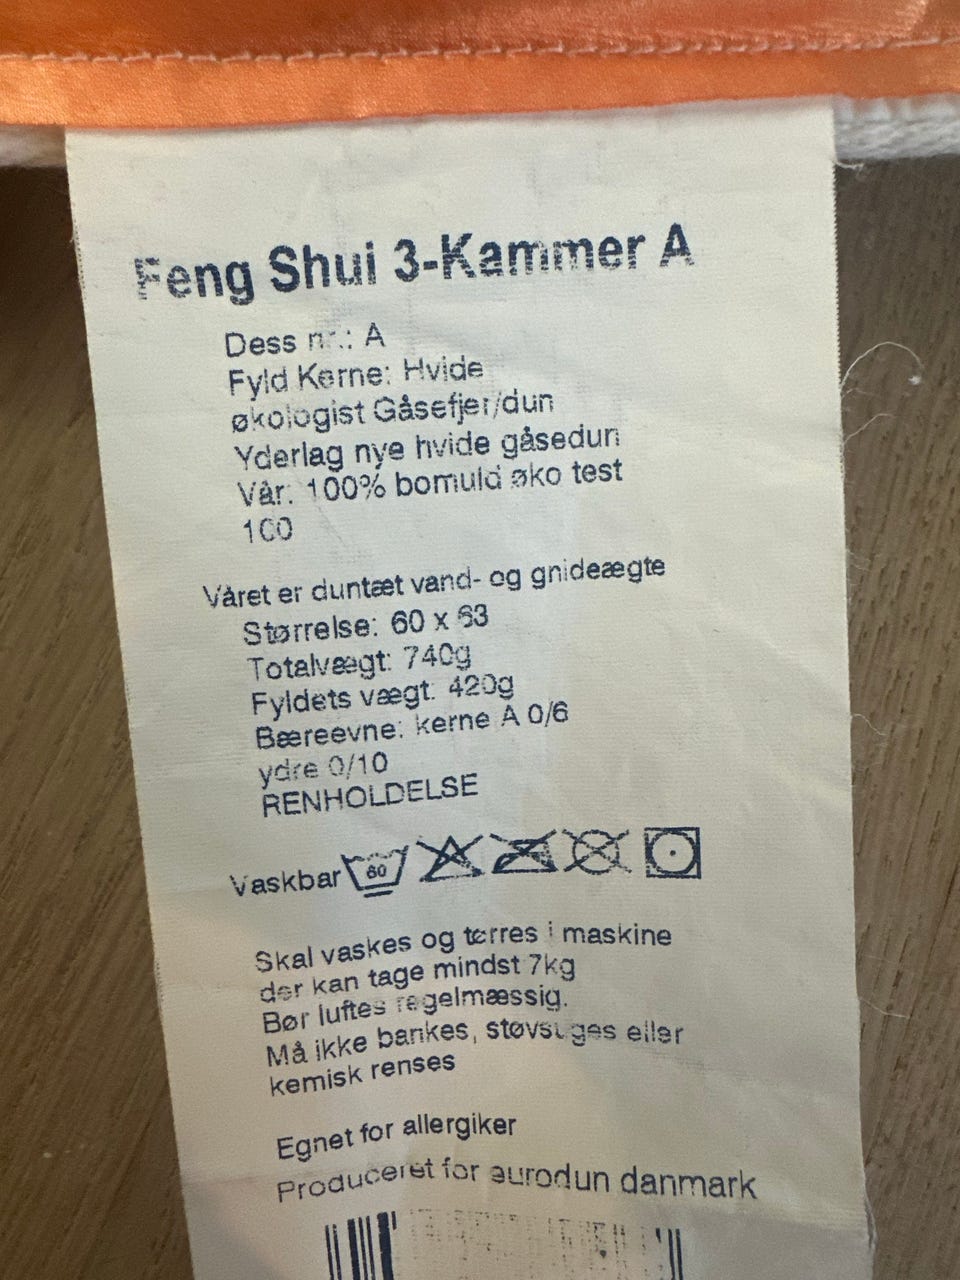 Feng Shui 3-Kammer A
Dess nr.: A
Fyld Kerne: Hvide
økologist Gåsefjer/dun
Yderlag nye hvide gåsedun
Vår: 100% bomuld øko test
100
Våret er duntæt vand- og gnideægte
Størrelse: 60 x 63
Totalvægt: 740g
Fyldets vægt: 420g
Bæreevne: kerne A 0/6
ydre 0/10
RENHOLDELSE
Vaskbar 60
Skal vaskes og tørres i maskine
der kan tage mindst 7kg
Bør luftes regelmæssig.
Må ikke bankes, støvsuges eller
kemisk renses
Egnet for allergiker
Produceret for eurodun danmark